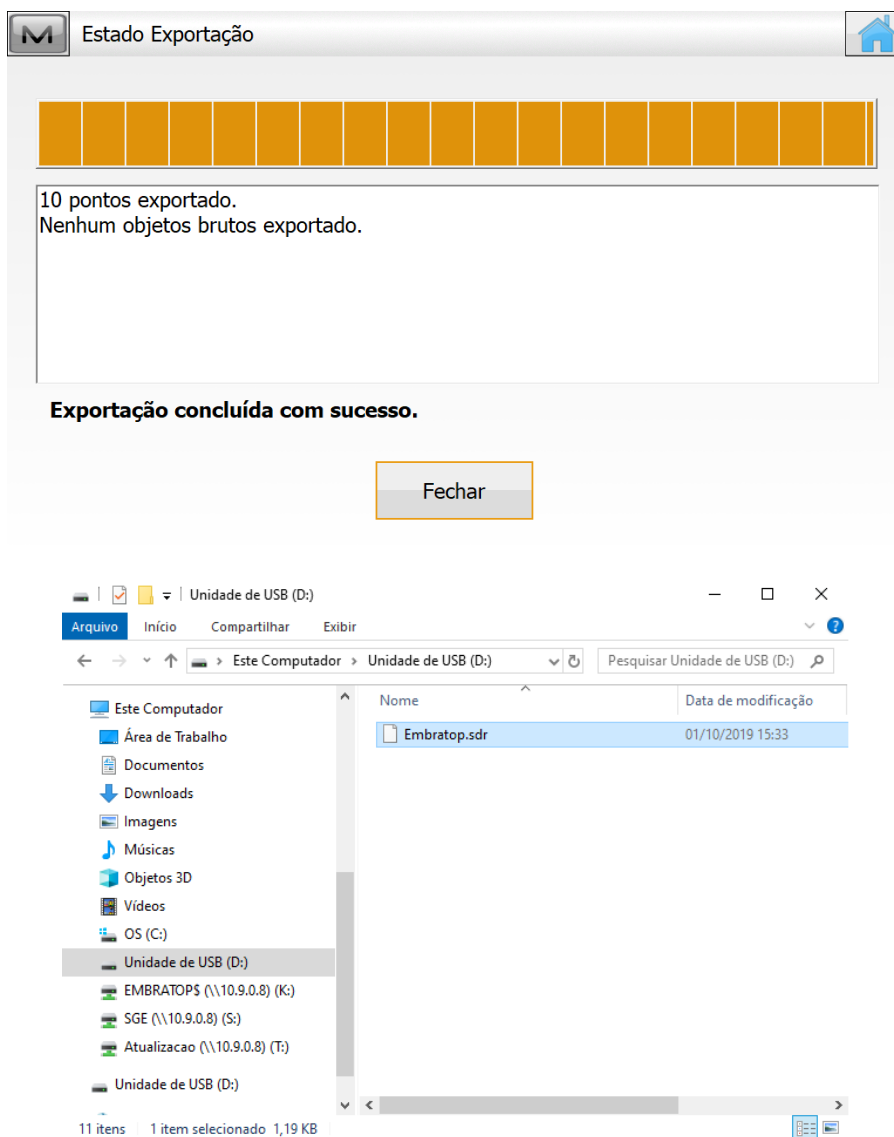 Estado Exportação
10 pontos exportado.
Nenhum objetos brutos exportado.
Exportação concluída com sucesso.
Fechar
Unidade de USB (D:)
Arquivo Início Compartilhar Exibir
Este Computador > Unidade de USB (D:) Pesquisar Unidade de USB (D:)
Nome Data de modificação
Embratop.sdr 01/10/2019 15:33
Este Computador
Área de Trabalho
Documentos
Downloads
Imagens
Músicas
Objetos 3D
Vídeos
OS (C:)
Unidade de USB (D:)
EMBRATOP$ (\\10.9.0.8) (K:)
SGE (\\10.9.0.8) (S:)
Atualizacao (\\10.9.0.8) (T:)
Unidade de USB (D:)
11 itens 1 item selecionado 1,19 KB